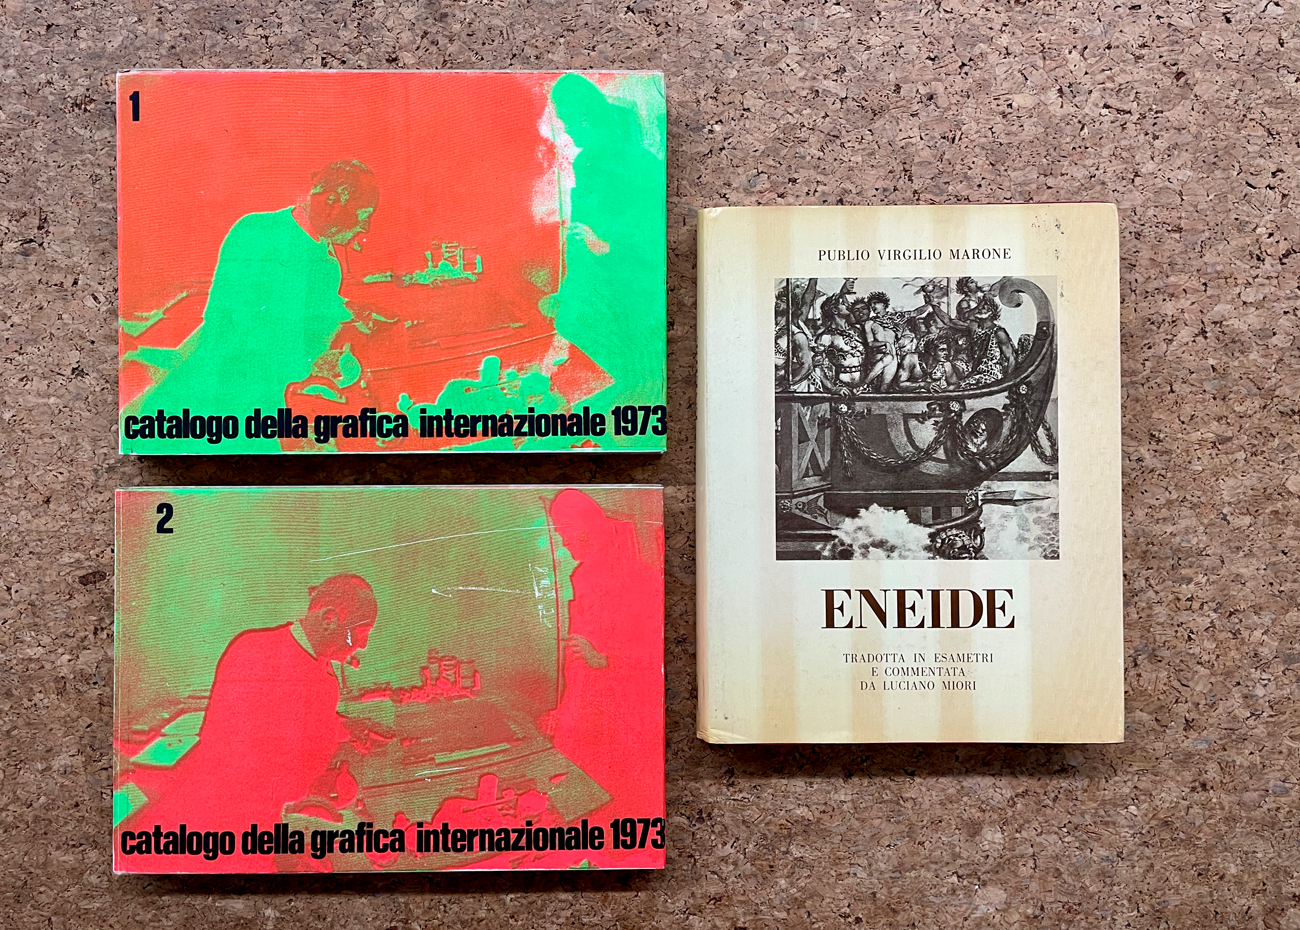 1
catalogo della grafica internazionale 1973
2
catalogo della grafica internazionale 1973
PUBLIO VIRGILIO MARONE
ENEIDE
TRADOTTA IN ESAMETRI
E COMMENTATA
DA LUCIANO MIORI